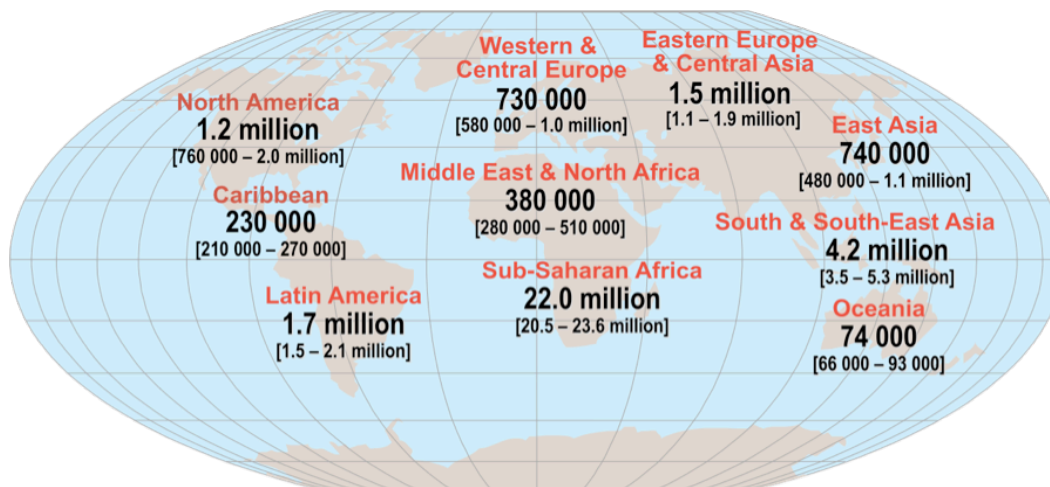 North America
1.2 million
[760 000 – 2.0 million]
Caribbean
230 000
[210 000 – 270 000]
Latin America
1.7 million
[1.5 – 2.1 million]
Western &
Central Europe
730 000
[580 000 – 1.0 million]
Middle East & North Africa
380 000
[280 000 – 510 000]
Sub-Saharan Africa
22.0 million
[20.5 – 23.6 million]
Eastern Europe
& Central Asia
1.5 million
[1.1 – 1.9 million]
East Asia
740 000
[480 000 – 1.1 million]
South & South-East Asia
4.2 million
[3.5 – 5.3 million]
Oceania
74 000
[66 000 – 93 000]